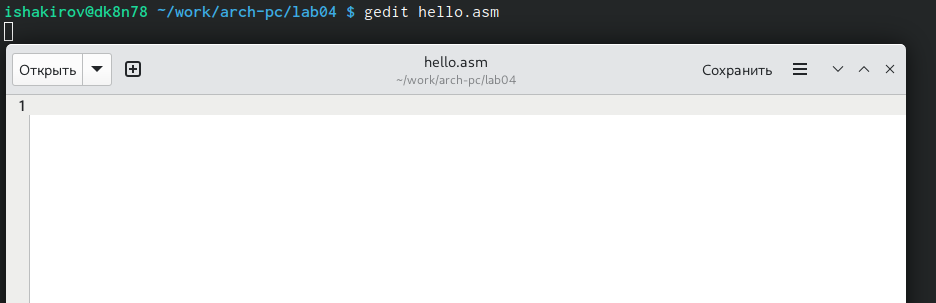 ishakirov@dk8n78 ~/work/arch-pc/lab04 $ gedit hello.asm
Открыть
hello.asm
~/work/arch-pc/lab04
Сохранить
1